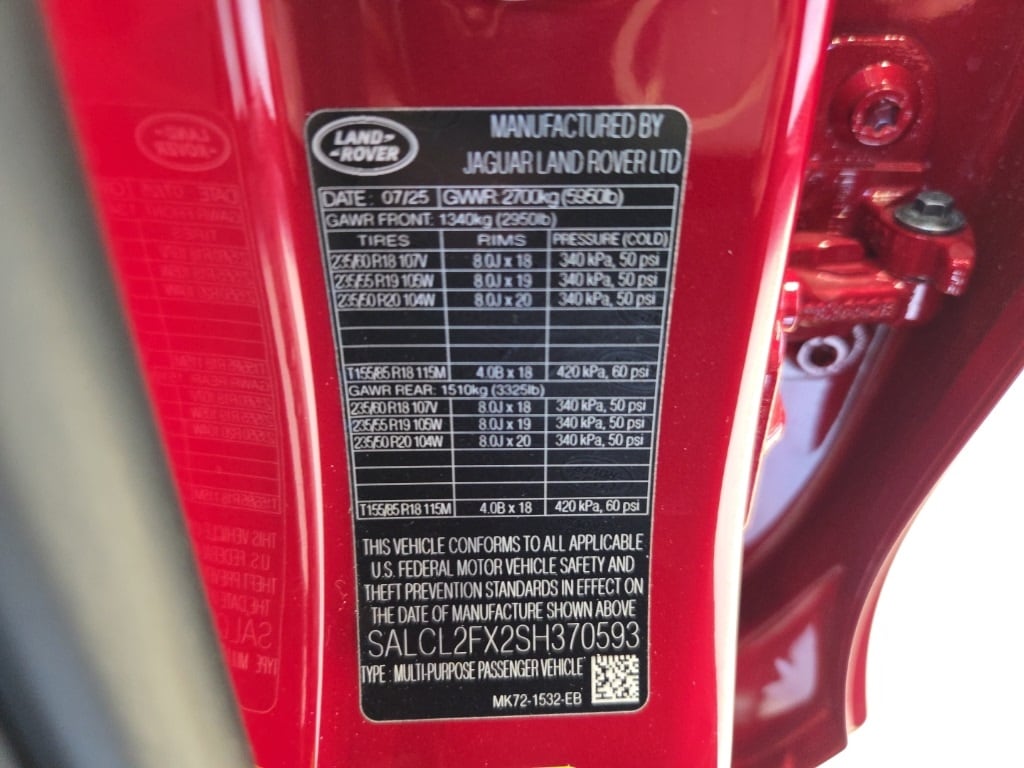 LAND-
-ROVER
MANUFACTURED BY
JAGUAR LAND ROVER LTD
DATE: 07/25 GVWR: 2700kg (5950lb)
GAWR FRONT: 1340kg (2950lb)
TIRES RIMS PRESSURE (COLD)
235/60 R18 107V 8.0J x 18 340 kPa, 50 psi
235/55 R19 105W 8.0J x 19 340 kPa, 50 psi
235/50 R20 104W 8.0J x 20 340 kPa, 50 psi
T155/85 R18 115M 4.0B x 18 420 kPa, 60 psi
GAWR REAR: 1510kg (3325lb)
235/60 R18 107V 8.0J x 18 340 kPa, 50 psi
235/55 R19 105W 8.0J x 19 340 kPa, 50 psi
235/50 R20 104W 8.0J x 20 340 kPa, 50 psi
T155/85 R18 115M 4.0B x 18 420 kPa, 60 psi
THIS VEHICLE CONFORMS TO ALL APPLICABLE
U.S. FEDERAL MOTOR VEHICLE SAFETY AND
THEFT PREVENTION STANDARDS IN EFFECT ON
THE DATE OF MANUFACTURE SHOWN ABOVE
SALCL2FX2SH370593
TYPE : MULTI-PURPOSE PASSENGER VEHICLE
MK72-1532-EB